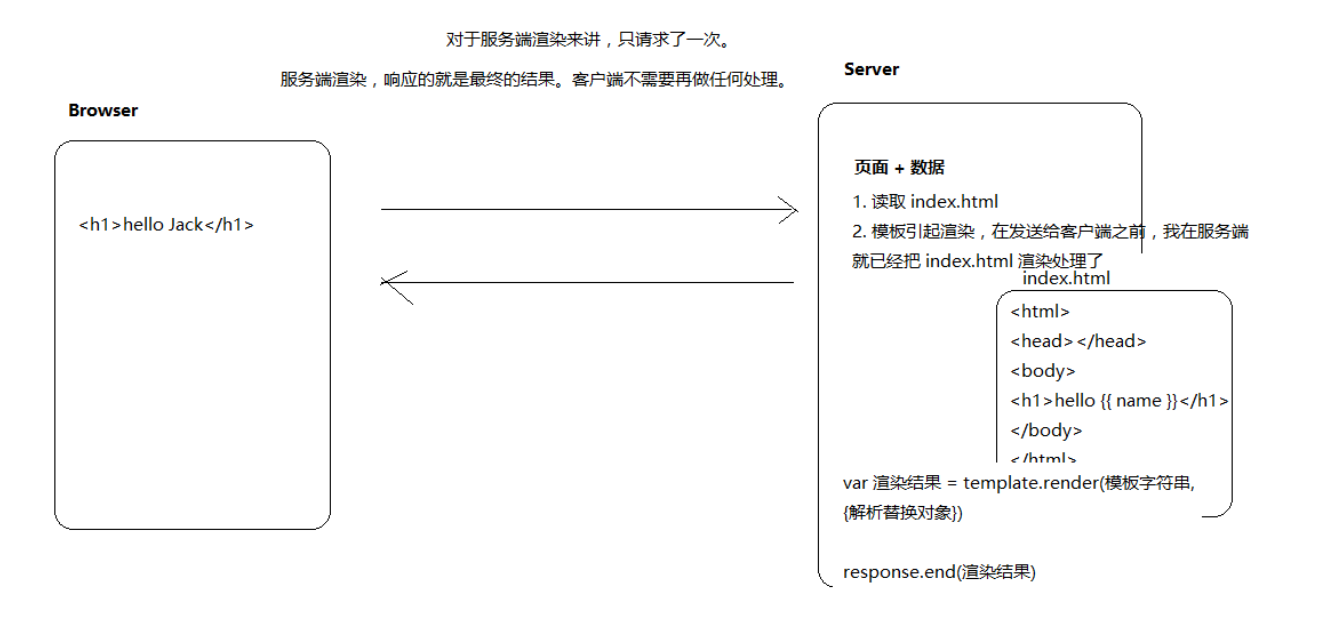 对于服务端渲染来讲，只请求了一次。
服务端渲染，响应的就是最终的结果。客户端不需要再做任何处理。
Server
Browser
<h1>hello Jack</h1>
页面 + 数据
1. 读取 index.html
2. 模板引起渲染，在发送给客户端之前，我在服务端
就已经把 index.html 渲染处理了
index.html
<html>
<head></head>
<body>
<h1>hello {{ name }}</h1>
</body>
</html>
var 渲染结果 = template.render(模板字符串,
{解析替换对象})
response.end(渲染结果)